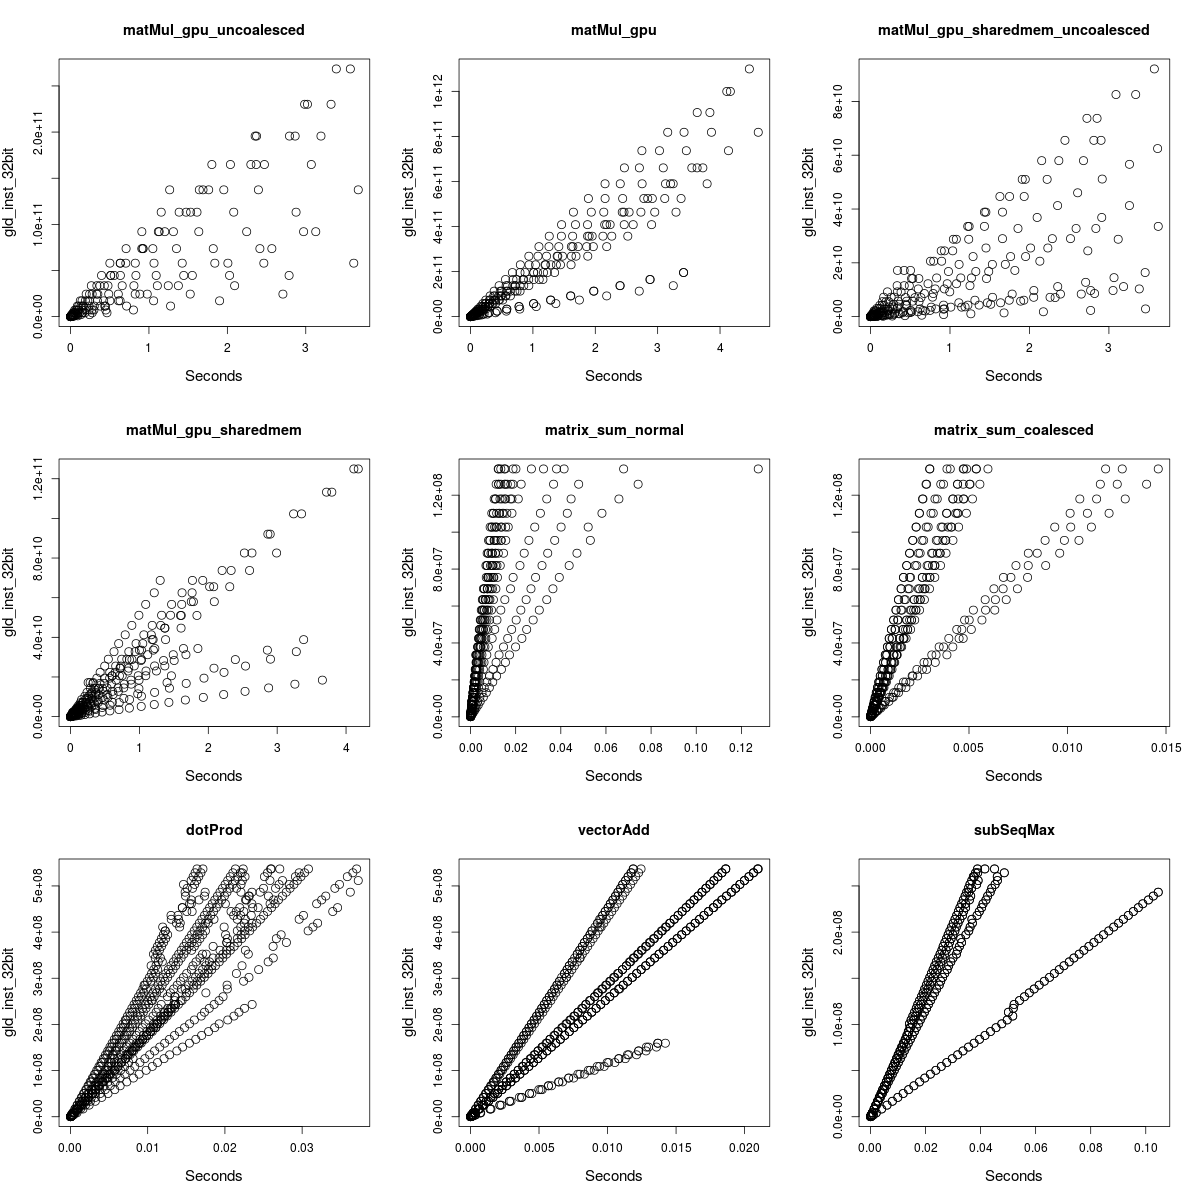 matMul_gpu_uncoalesced
gld_inst_32bit
0.0e+00 1.0e+11 2.0e+11
0 1 2 3
Seconds
matMul_gpu
gld_inst_32bit
0e+00 2e+11 4e+11 6e+11 8e+11 1e+12
0 1 2 3 4
Seconds
matMul_gpu_sharedmem_uncoalesced
gld_inst_32bit
0e+00 2e+10 4e+10 6e+10 8e+10
0 1 2 3
Seconds
matMul_gpu_sharedmem
gld_inst_32bit
0.0e+00 4.0e+10 8.0e+10 1.2e+11
0 1 2 3 4
Seconds
matrix_sum_normal
gld_inst_32bit
0.0e+00 4.0e+07 8.0e+07 1.2e+08
0.00 0.02 0.04 0.06 0.08 0.10 0.12
Seconds
matrix_sum_coalesced
gld_inst_32bit
0.0e+00 4.0e+07 8.0e+07 1.2e+08
0.000 0.005 0.010 0.015
Seconds
dotProd
gld_inst_32bit
0e+00 1e+08 2e+08 3e+08 4e+08 5e+08
0.00 0.01 0.02 0.03
Seconds
vectorAdd
gld_inst_32bit
0e+00 1e+08 2e+08 3e+08 4e+08 5e+08
0.000 0.005 0.010 0.015 0.020
Seconds
subSeqMax
gld_inst_32bit
0.0e+00 1.0e+08 2.0e+08
0.00 0.02 0.04 0.06 0.08 0.10
Seconds